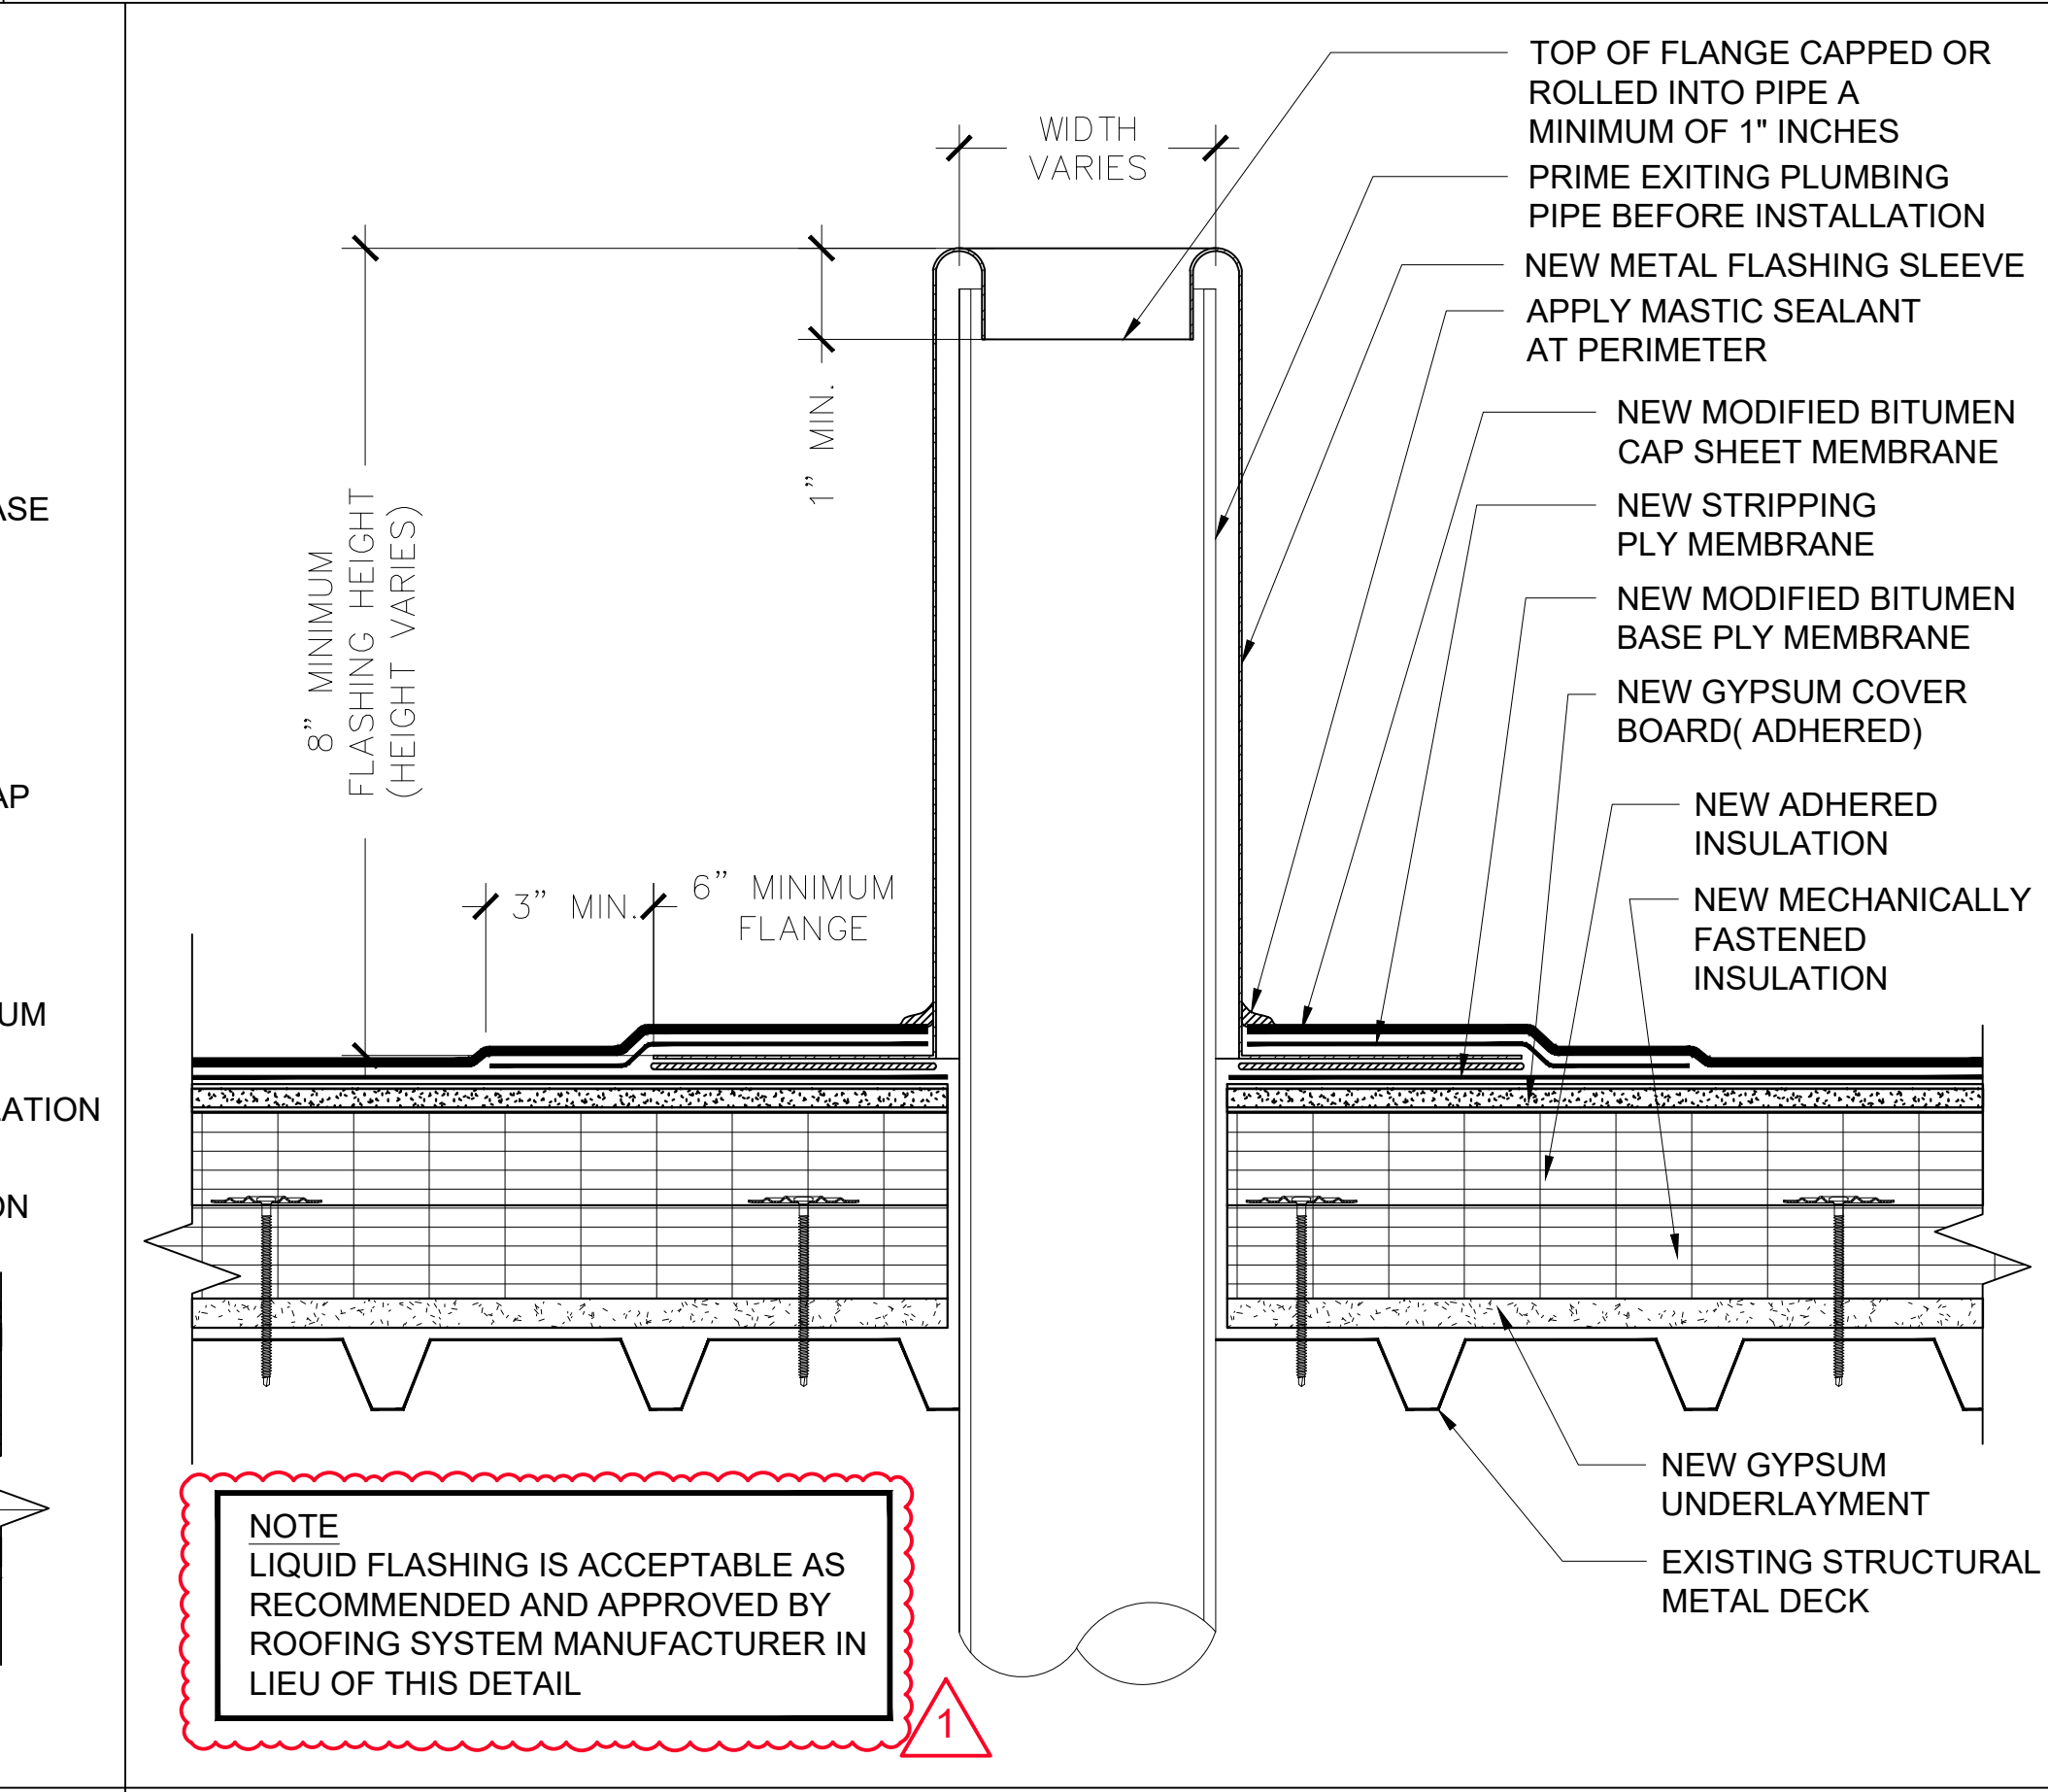 ASE
AP
UM
LATION
ON
WIDTH
VARIES
1” MIN.
8” MINIMUM
FLASHING HEIGHT
(HEIGHT VARIES)
3” MIN.
6” MINIMUM
FLANGE
TOP OF FLANGE CAPPED OR
ROLLED INTO PIPE A
MINIMUM OF 1" INCHES
PRIME EXITING PLUMBING
PIPE BEFORE INSTALLATION
NEW METAL FLASHING SLEEVE
APPLY MASTIC SEALANT
AT PERIMETER
NEW MODIFIED BITUMEN
CAP SHEET MEMBRANE
NEW STRIPPING
PLY MEMBRANE
NEW MODIFIED BITUMEN
BASE PLY MEMBRANE
NEW GYPSUM COVER
BOARD( ADHERED)
NEW ADHERED
INSULATION
NEW MECHANICALLY
FASTENED
INSULATION
NEW GYPSUM
UNDERLAYMENT
EXISTING STRUCTURAL
METAL DECK
NOTE
LIQUID FLASHING IS ACCEPTABLE AS
RECOMMENDED AND APPROVED BY
ROOFING SYSTEM MANUFACTURER IN
LIEU OF THIS DETAIL
1